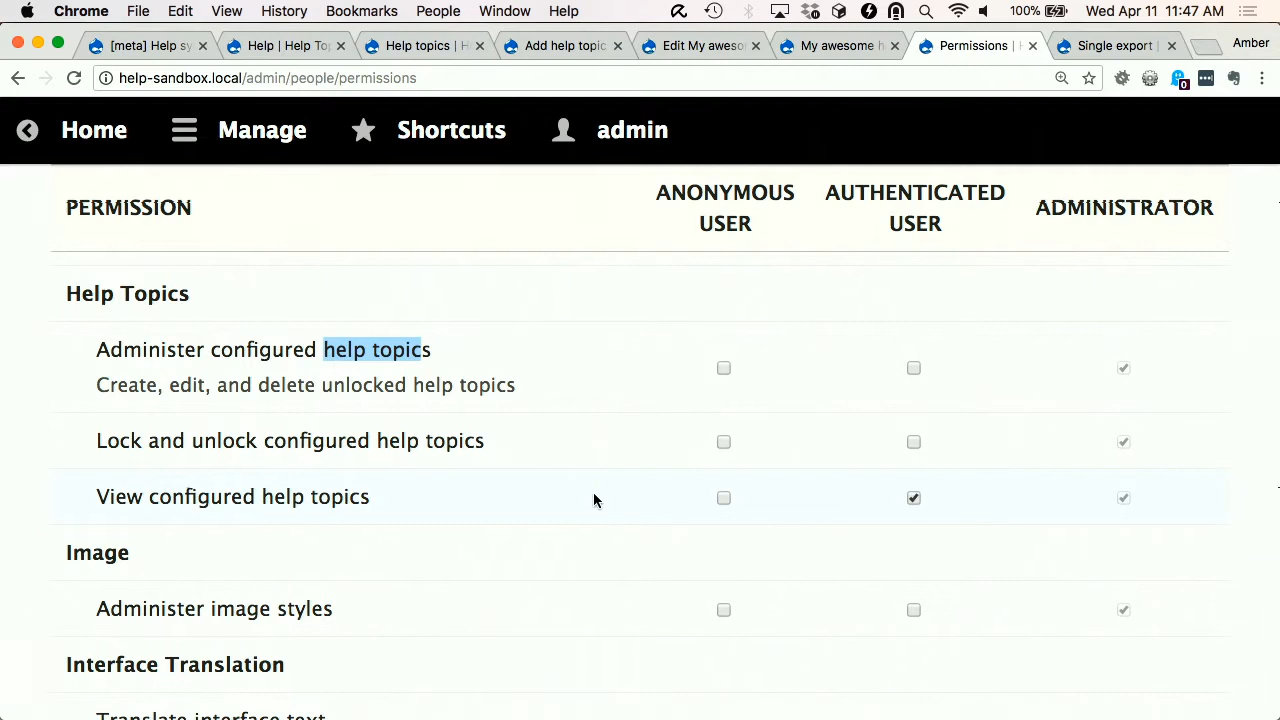 Chrome File Edit View History Bookmarks People Window Help 100% Wed Apr 11 11:47 AM
[meta] Help sy Help | Help To Help topics | H Add help topic Edit My aweso My awesome h Permissions | Single export | Amber
help-sandbox.local/admin/people/permissions 0
Home Manage Shortcuts admin
PERMISSION ANONYMOUS USER AUTHENTICATED USER ADMINISTRATOR
Help Topics
Administer configured help topics
Create, edit, and delete unlocked help topics
Lock and unlock configured help topics
View configured help topics
Image
Administer image styles
Interface Translation
Translate interface text